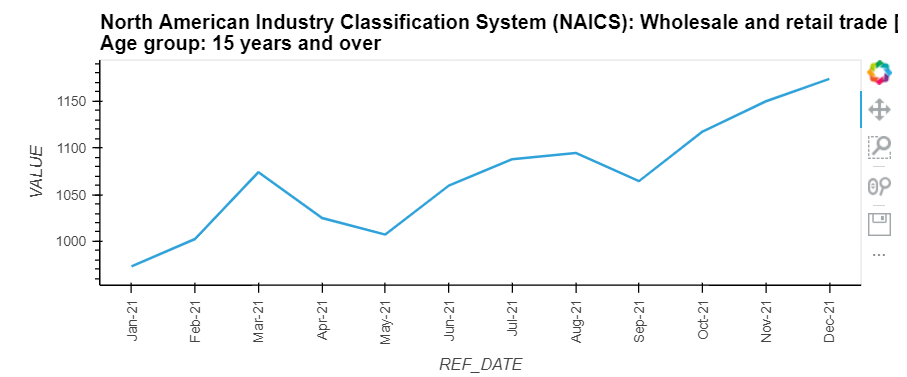 North American Industry Classification System (NAICS): Wholesale and retail trade [
Age group: 15 years and over
VALUE
1150
1100
1050
1000
Jan-21
Feb-21
Mar-21
Apr-21
May-21
Jun-21
Jul-21
Aug-21
Sep-21
Oct-21
Nov-21
Dec-21
REF_DATE